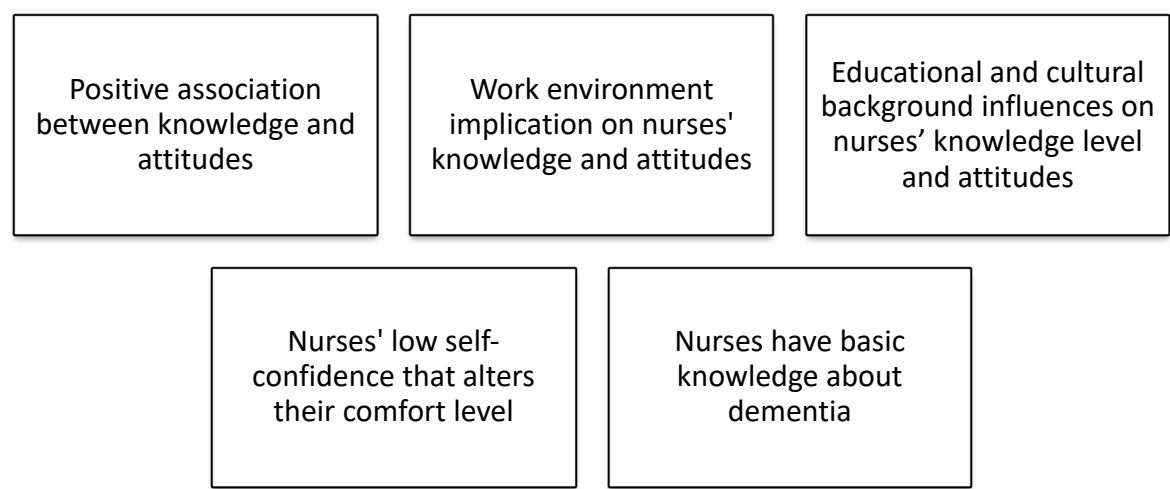 Positive association
between knowledge and
attitudes
Work environment
implication on nurses'
knowledge and attitudes
Educational and cultural
background influences on
nurses’ knowledge level
and attitudes
Nurses' low self-
confidence that alters
their comfort level
Nurses have basic
knowledge about
dementia